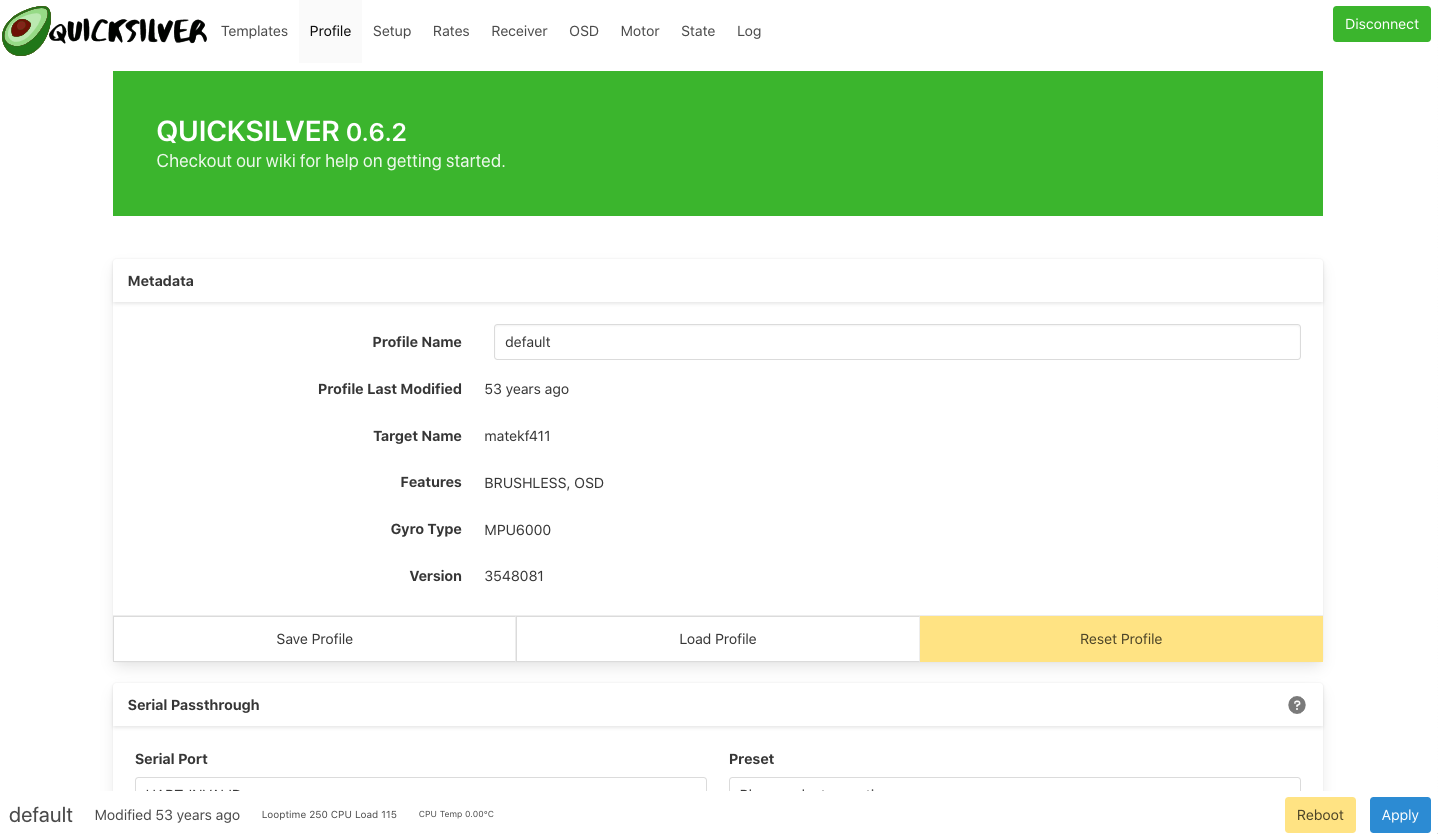 QUICKSILVER Templates Profile Setup Rates Receiver OSD Motor State Log Disconnect
QUICKSILVER 0.6.2
Checkout our wiki for help on getting started.
Metadata
Profile Name default
Profile Last Modified 53 years ago
Target Name matekf411
Features BRUSHLESS, OSD
Gyro Type MPU6000
Version 3548081
Save Profile Load Profile Reset Profile
Serial Passthrough ?
Serial Port Preset
default Modified 53 years ago Looptime 250 CPU Load 115 CPU Temp 0.00°C Reboot Apply